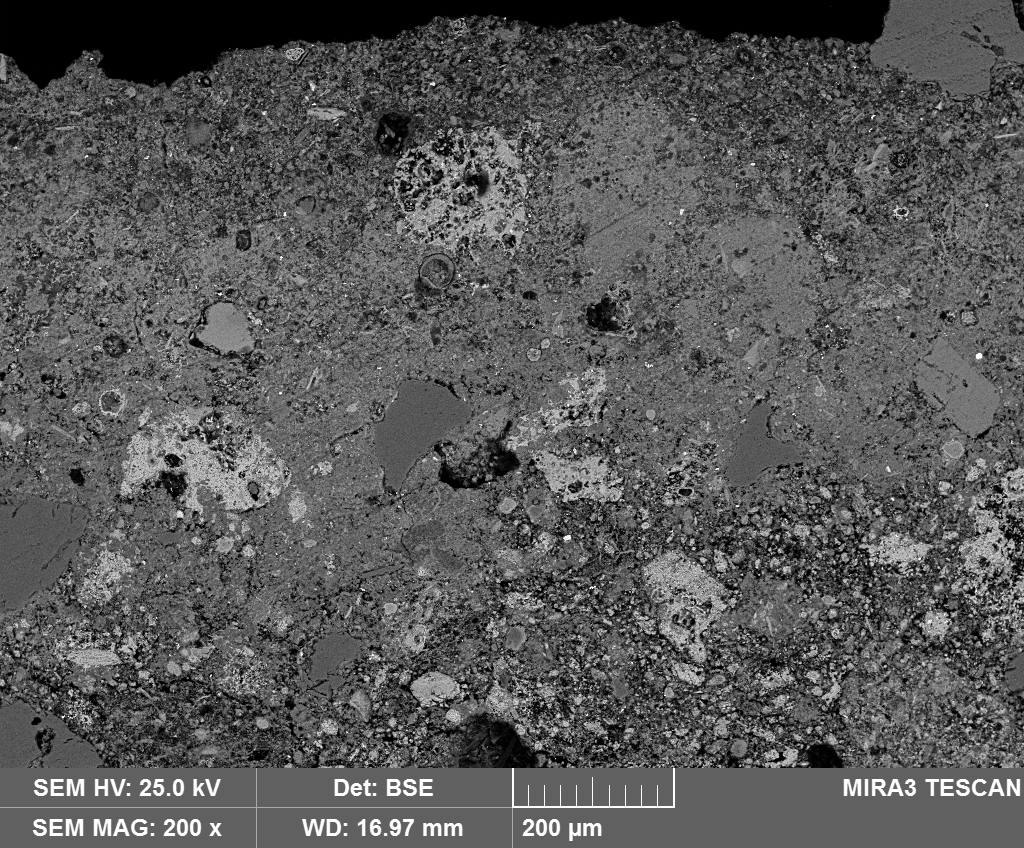 SEM HV: 25.0 kV Det: BSE MIRA3 TESCAN
SEM MAG: 200 x WD: 16.97 mm 200 µm